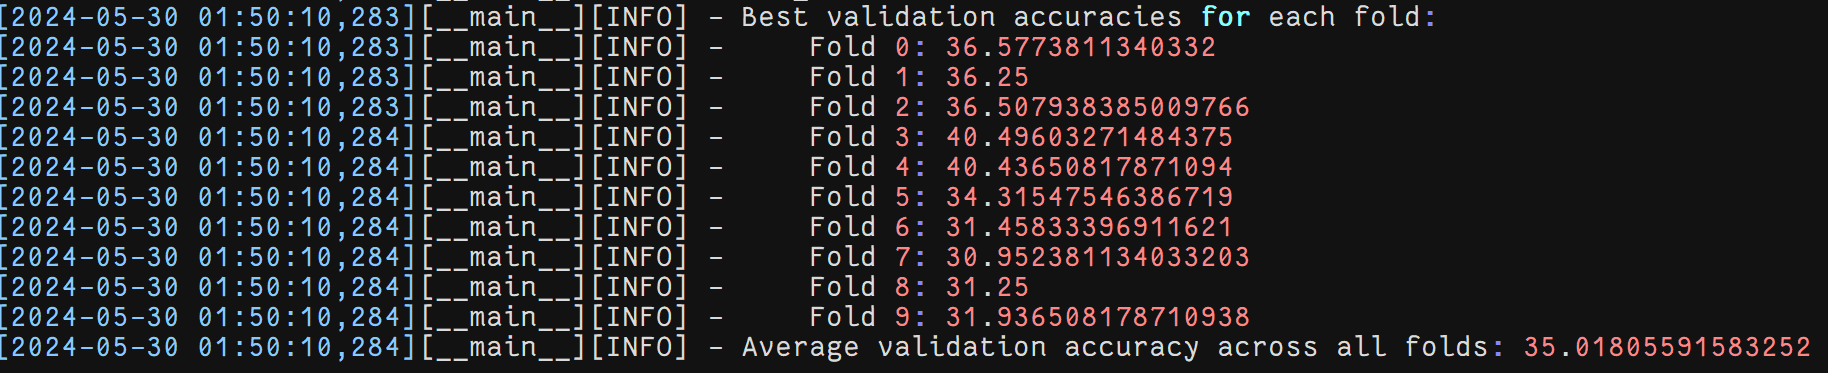 [2024-05-30 01:50:10,283][__main__][INFO] - Best validation accuracies for each fold:
[2024-05-30 01:50:10,283][__main__][INFO] -     Fold 0: 36.5773811340332
[2024-05-30 01:50:10,283][__main__][INFO] -     Fold 1: 36.25
[2024-05-30 01:50:10,283][__main__][INFO] -     Fold 2: 36.507938385009766
[2024-05-30 01:50:10,284][__main__][INFO] -     Fold 3: 40.49603271484375
[2024-05-30 01:50:10,284][__main__][INFO] -     Fold 4: 40.43650817871094
[2024-05-30 01:50:10,284][__main__][INFO] -     Fold 5: 34.31547546386719
[2024-05-30 01:50:10,284][__main__][INFO] -     Fold 6: 31.45833396911621
[2024-05-30 01:50:10,284][__main__][INFO] -     Fold 7: 30.952381134033203
[2024-05-30 01:50:10,284][__main__][INFO] -     Fold 8: 31.25
[2024-05-30 01:50:10,284][__main__][INFO] -     Fold 9: 31.936508178710938
[2024-05-30 01:50:10,284][__main__][INFO] - Average validation accuracy across all folds: 35.01805591583252